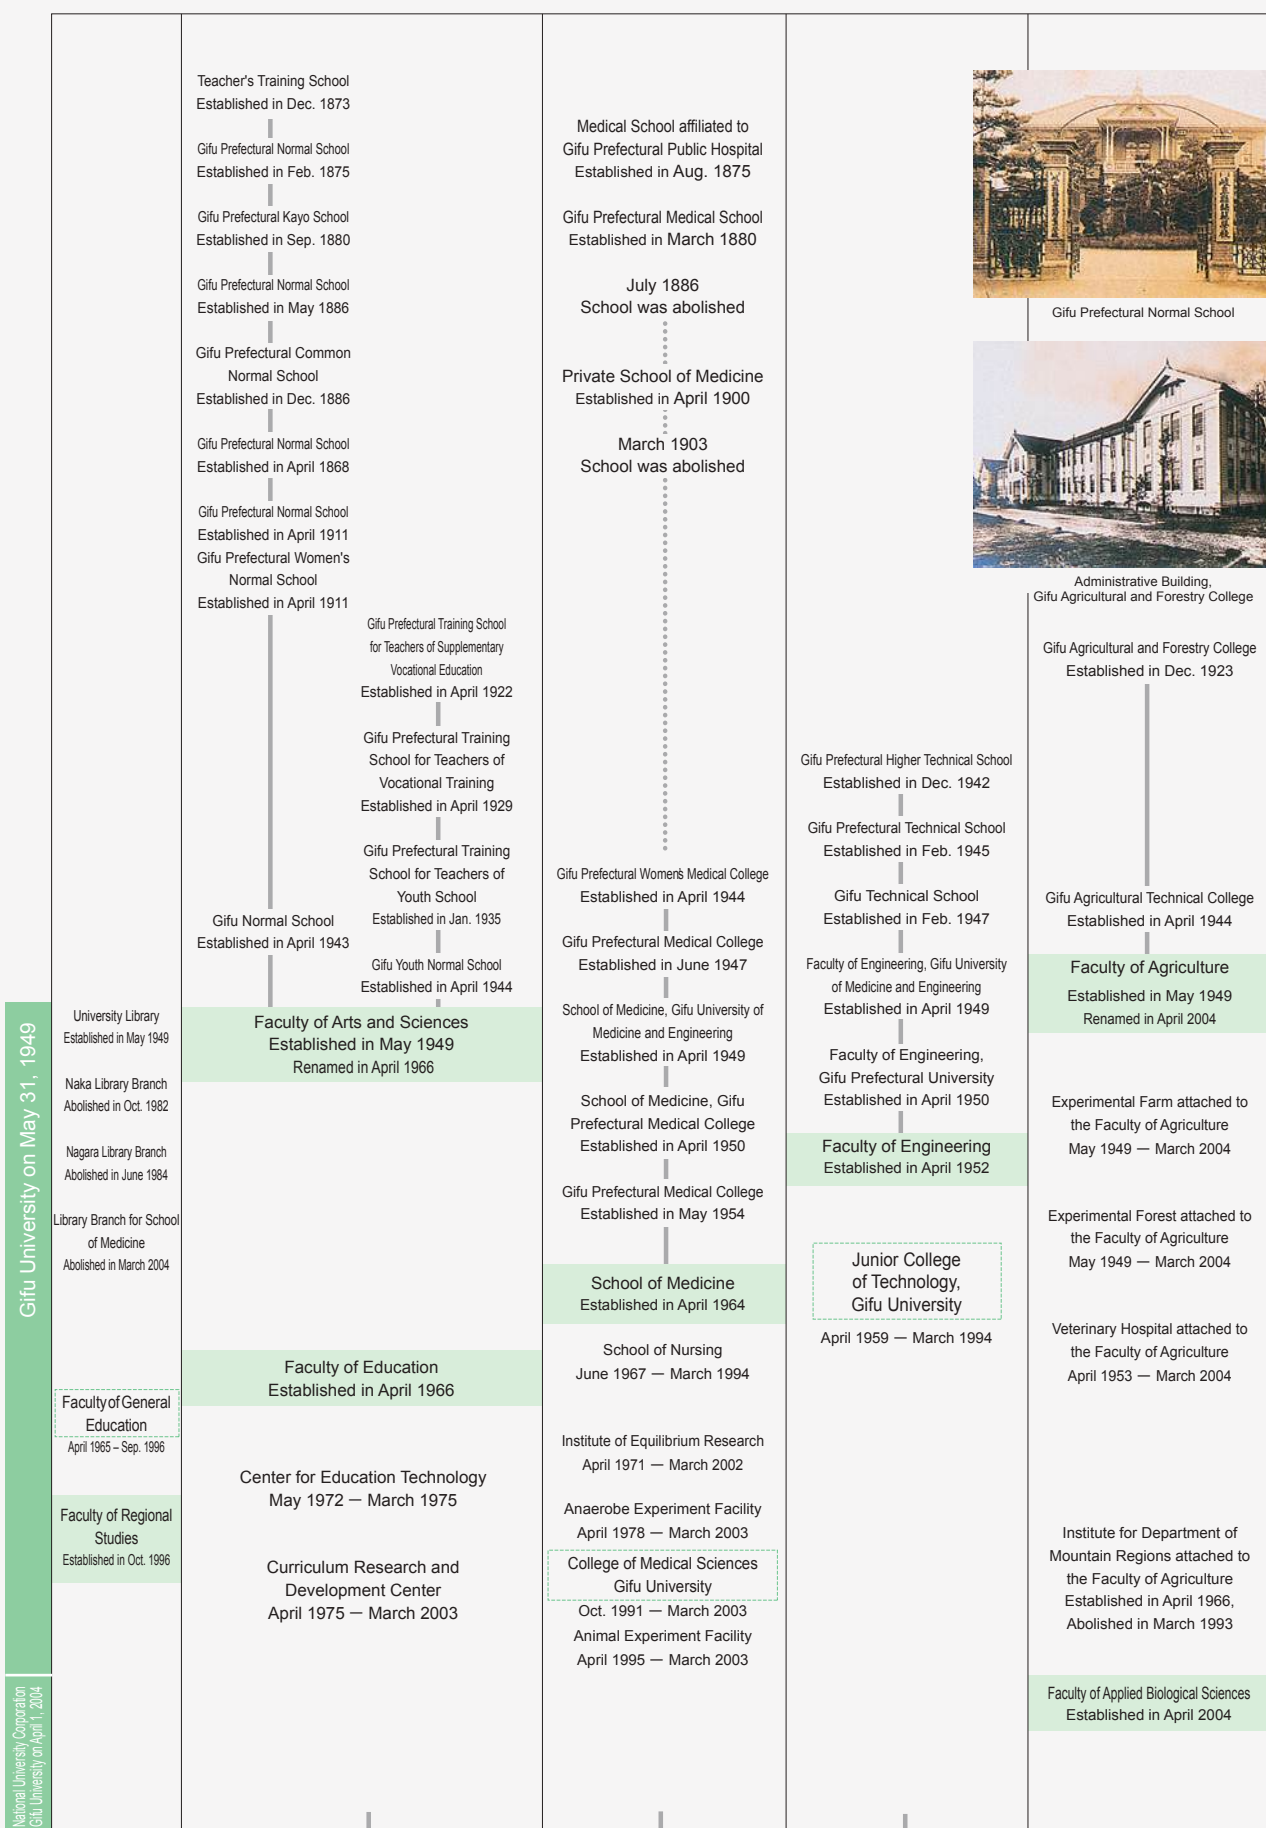 Gifu University on May 31, 1949
National University Corporation
Gifu University on April 1, 2004
University Library
Established in May 1949
Naka Library Branch
Abolished in Oct. 1982
Nagara Library Branch
Abolished in June 1984
Library Branch for School
of Medicine
Abolished in March 2004
Faculty of General
Education
April 1965 – Sep. 1996
Faculty of Regional
Studies
Established in Oct. 1996
Teacher's Training School
Established in Dec. 1873
Gifu Prefectural Normal School
Established in Feb. 1875
Gifu Prefectural Kayo School
Established in Sep. 1880
Gifu Prefectural Normal School
Established in May 1886
Gifu Prefectural Common
Normal School
Established in Dec. 1886
Gifu Prefectural Normal School
Established in April 1868
Gifu Prefectural Normal School
Established in April 1911
Gifu Prefectural Women's
Normal School
Established in April 1911
Gifu Normal School
Established in April 1943
Gifu Prefectural Training School
for Teachers of Supplementary
Vocational Education
Established in April 1922
Gifu Prefectural Training
School for Teachers of
Vocational Training
Established in April 1929
Gifu Prefectural Training
School for Teachers of
Youth School
Established in Jan. 1935
Gifu Youth Normal School
Established in April 1944
Faculty of Arts and Sciences
Established in May 1949
Renamed in April 1966
Faculty of Education
Established in April 1966
Center for Education Technology
May 1972 — March 1975
Curriculum Research and
Development Center
April 1975 — March 2003
Medical School affiliated to
Gifu Prefectural Public Hospital
Established in Aug. 1875
Gifu Prefectural Medical School
Established in March 1880
July 1886
School was abolished
Private School of Medicine
Established in April 1900
March 1903
School was abolished
Gifu Prefectural Women's Medical College
Established in April 1944
Gifu Prefectural Medical College
Established in June 1947
School of Medicine, Gifu University of
Medicine and Engineering
Established in April 1949
School of Medicine, Gifu
Prefectural Medical College
Established in April 1950
Gifu Prefectural Medical College
Established in May 1954
School of Medicine
Established in April 1964
School of Nursing
June 1967 — March 1994
Institute of Equilibrium Research
April 1971 — March 2002
Anaerobe Experiment Facility
April 1978 — March 2003
College of Medical Sciences
Gifu University
Oct. 1991 — March 2003
Animal Experiment Facility
April 1995 — March 2003
Gifu Prefectural Higher Technical School
Established in Dec. 1942
Gifu Prefectural Technical School
Established in Feb. 1945
Gifu Technical School
Established in Feb. 1947
Faculty of Engineering, Gifu University
of Medicine and Engineering
Established in April 1949
Faculty of Engineering,
Gifu Prefectural University
Established in April 1950
Faculty of Engineering
Established in April 1952
Junior College
of Technology,
Gifu University
April 1959 — March 1994
Gifu Prefectural Normal School
Administrative Building,
Gifu Agricultural and Forestry College
Gifu Agricultural and Forestry College
Established in Dec. 1923
Gifu Agricultural Technical College
Established in April 1944
Faculty of Agriculture
Established in May 1949
Renamed in April 2004
Experimental Farm attached to
the Faculty of Agriculture
May 1949 — March 2004
Experimental Forest attached to
the Faculty of Agriculture
May 1949 — March 2004
Veterinary Hospital attached to
the Faculty of Agriculture
April 1953 — March 2004
Institute for Department of
Mountain Regions attached to
the Faculty of Agriculture
Established in April 1966,
Abolished in March 1993
Faculty of Applied Biological Sciences
Established in April 2004